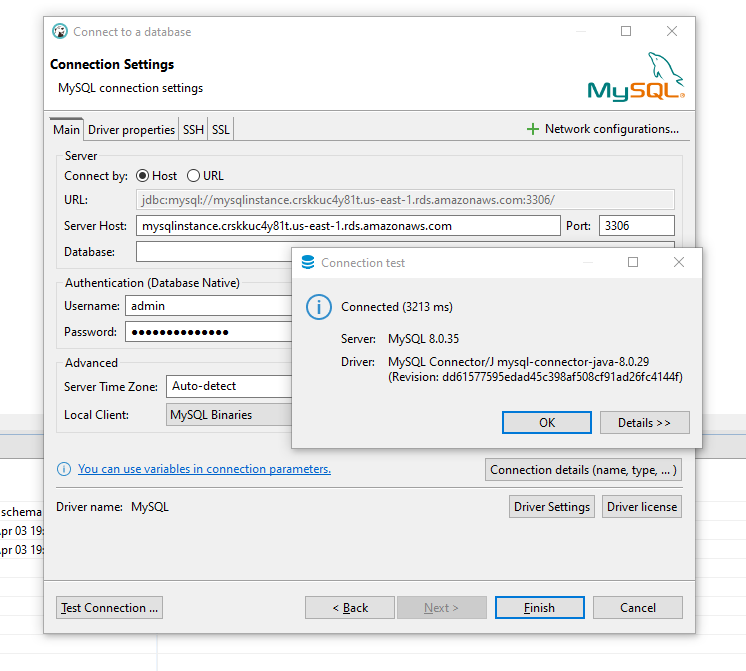 Connect to a database
Connection Settings
MySQL connection settings
MySQL®
Main Driver properties SSH SSL
Network configurations...
Server
Connect by: Host URL
URL: jdbc:mysql://mysqlinstance.crskkuc4y81t.us-east-1.rds.amazonaws.com:3306/
Server Host: mysqlinstance.crskkuc4y81t.us-east-1.rds.amazonaws.com Port: 3306
Database:
Authentication (Database Native)
Username: admin
Password: ●●●●●●●●●●●●●●
Advanced
Server Time Zone: Auto-detect
Local Client: MySQL Binaries
Connection test
Connected (3213 ms)
Server: MySQL 8.0.35
Driver: MySQL Connector/J mysql-connector-java-8.0.29
(Revision: dd61577595edad45c398af508cf91ad26fc4144f)
OK Details >>
You can use variables in connection parameters.
Connection details (name, type, ... )
Driver name: MySQL
Driver Settings Driver license
schema
pr 03 19:
pr 03 19:
Test Connection ... < Back Next > Finish Cancel